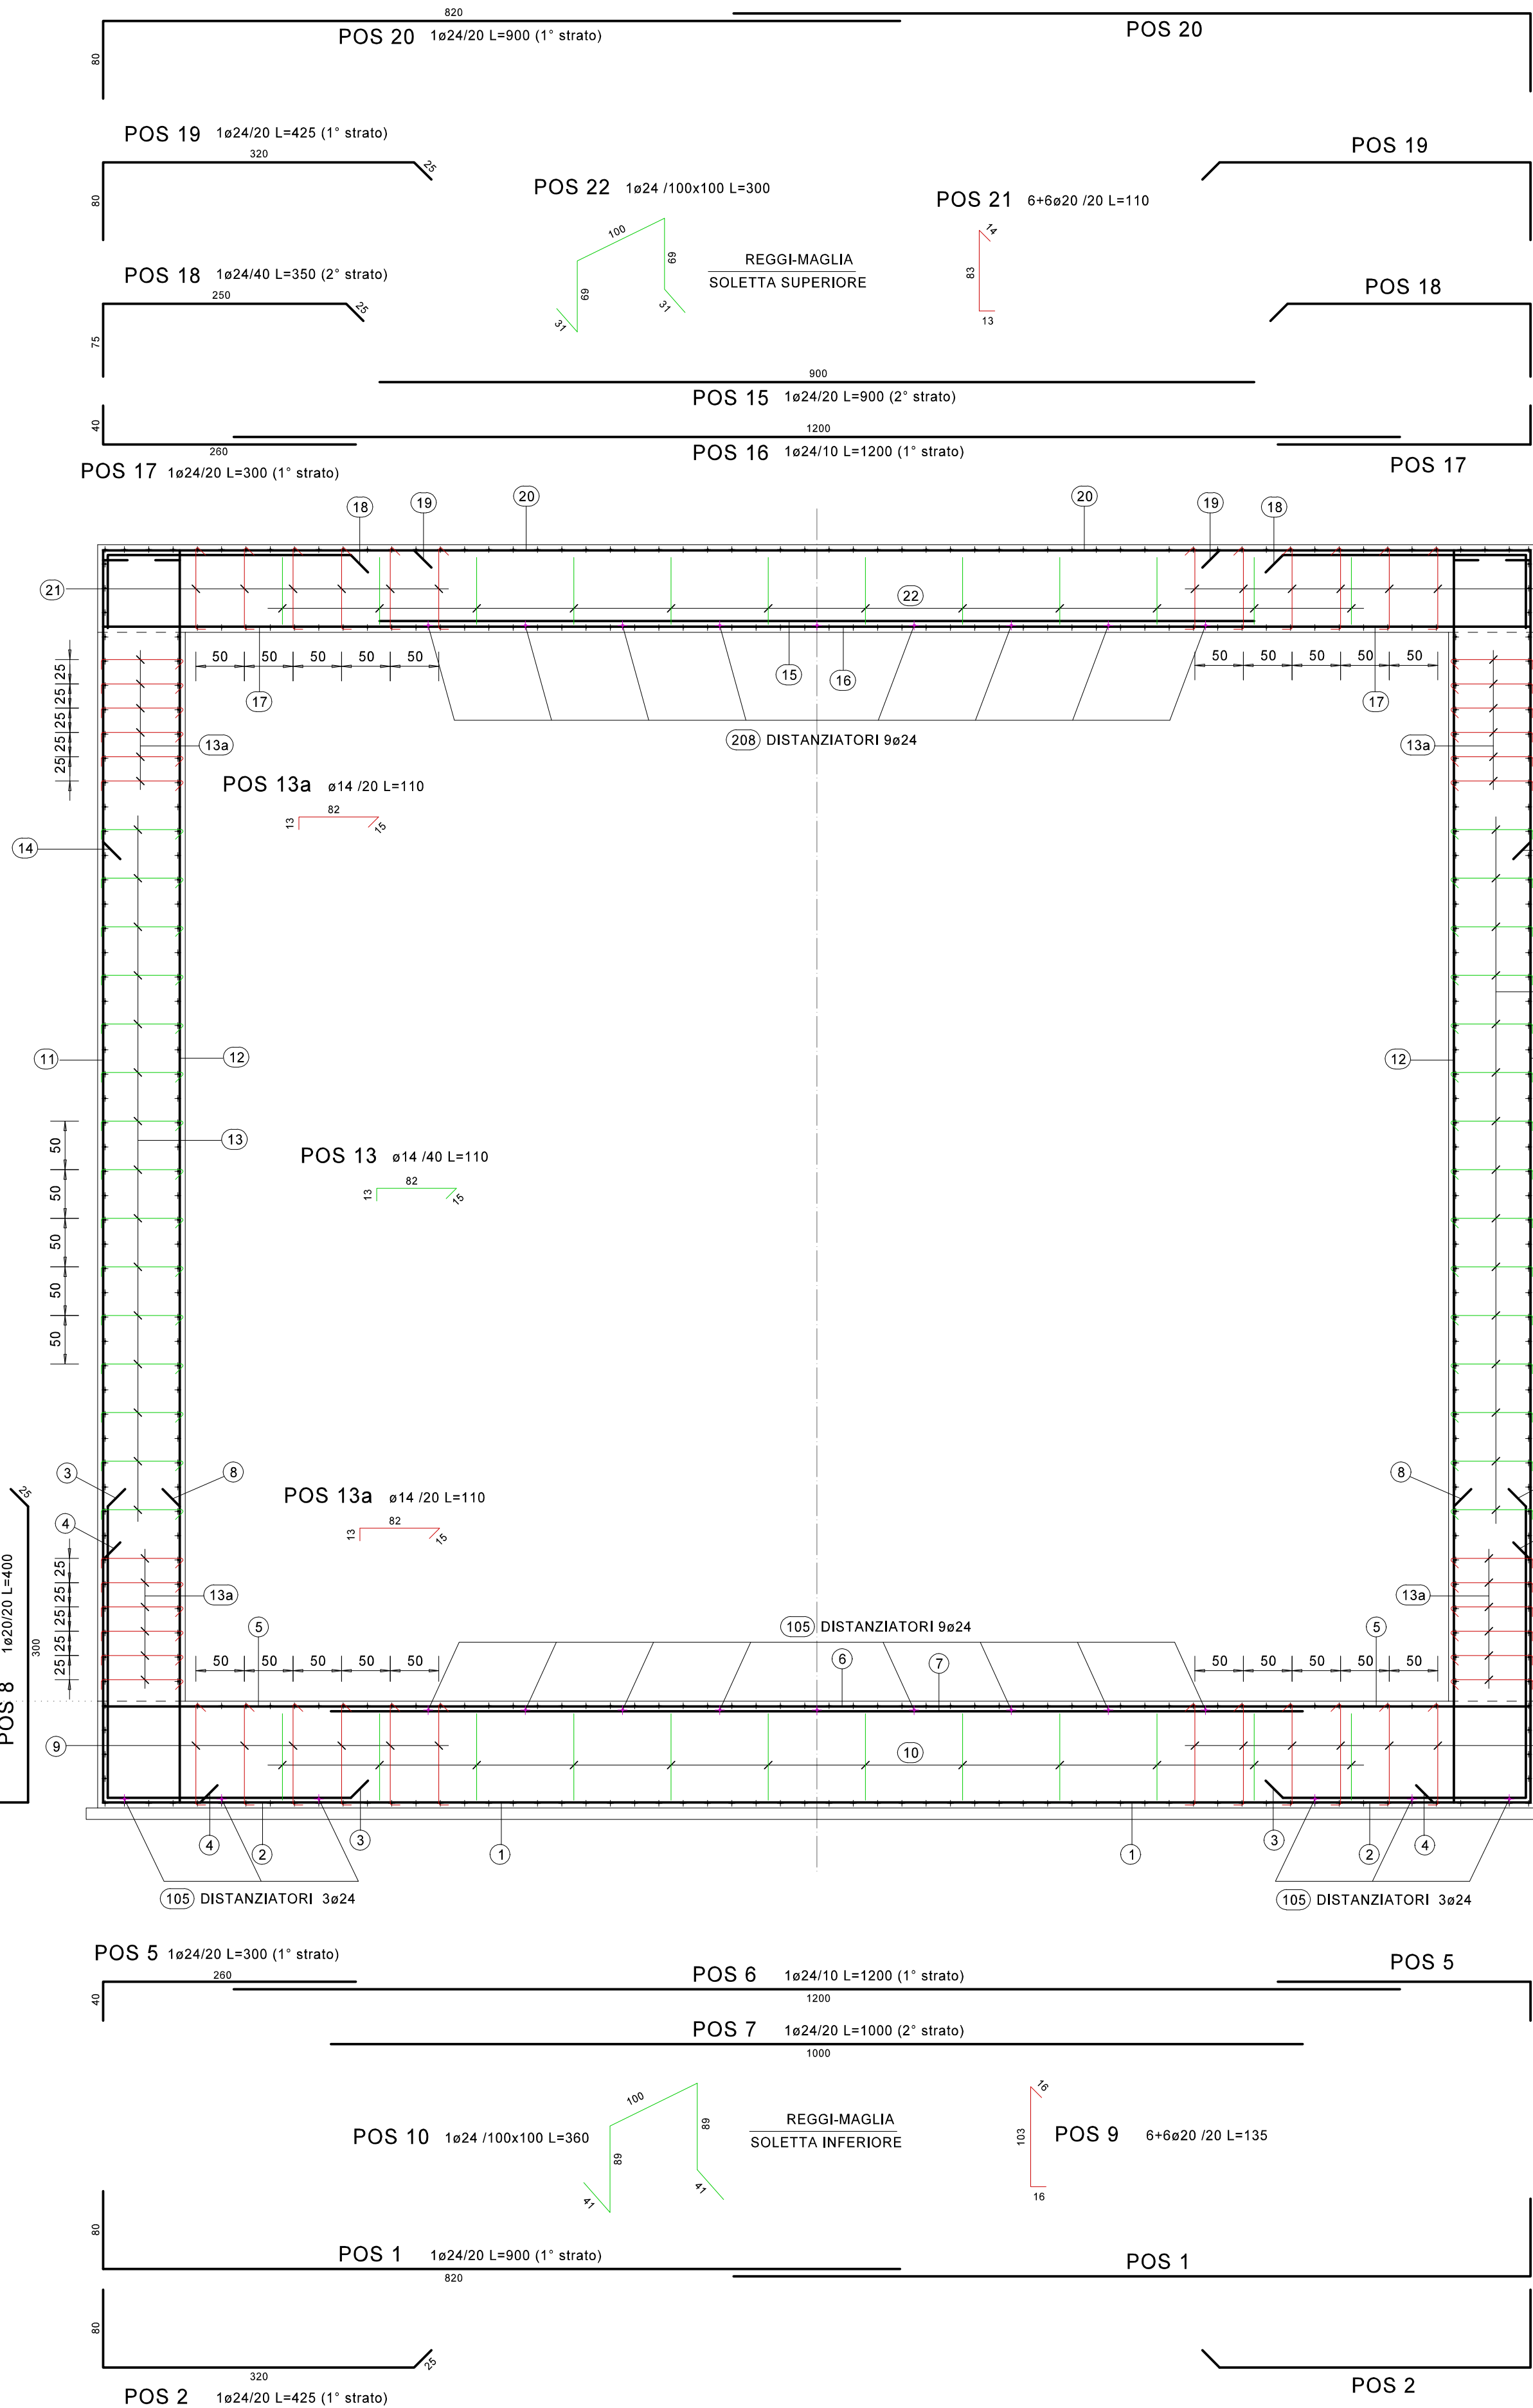 820
POS 20 1ø24/20 L=900 (1° strato)
POS 20
80
POS 19 1ø24/20 L=425 (1° strato)
320
25
80
POS 19
POS 22 1ø24 /100x100 L=300
100
69
69
31
31
REGGI-MAGLIA
SOLETTA SUPERIORE
POS 21 6+6ø20 /20 L=110
14
83
13
POS 18 1ø24/40 L=350 (2° strato)
250
25
75
POS 18
900
POS 15 1ø24/20 L=900 (2° strato)
40
260
1200
POS 17 1ø24/20 L=300 (1° strato)
POS 16 1ø24/10 L=1200 (1° strato)
POS 17
18 19 20 20 19 18
21
22
50 50 50 50 50
15 16
50 50 50 50 50
17
17
25 25 25 25 25
13a
208 DISTANZIATORI 9ø24
13a
POS 13a ø14 /20 L=110
82
13
15
14
11
12
12
13
POS 13 ø14 /40 L=110
82
13
15
50
50
50
50
50
3
8
8
POS 13a ø14 /20 L=110
82
13
15
4
25
POS 8 1ø20/20 L=400
300
25 25 25 25 25
13a
13a
5
105 DISTANZIATORI 9ø24
5
50 50 50 50 50
6 7
50 50 50 50 50
9
10
4 2 3 1 1 3 2 4
105 DISTANZIATORI 3ø24
105 DISTANZIATORI 3ø24
POS 5 1ø24/20 L=300 (1° strato)
260
40
POS 6 1ø24/10 L=1200 (1° strato)
1200
POS 5
POS 7 1ø24/20 L=1000 (2° strato)
1000
POS 10 1ø24 /100x100 L=360
100
89
89
41
41
REGGI-MAGLIA
SOLETTA INFERIORE
16
103
16
POS 9 6+6ø20 /20 L=135
80
POS 1 1ø24/20 L=900 (1° strato)
820
POS 1
80
320
25
POS 2 1ø24/20 L=425 (1° strato)
POS 2